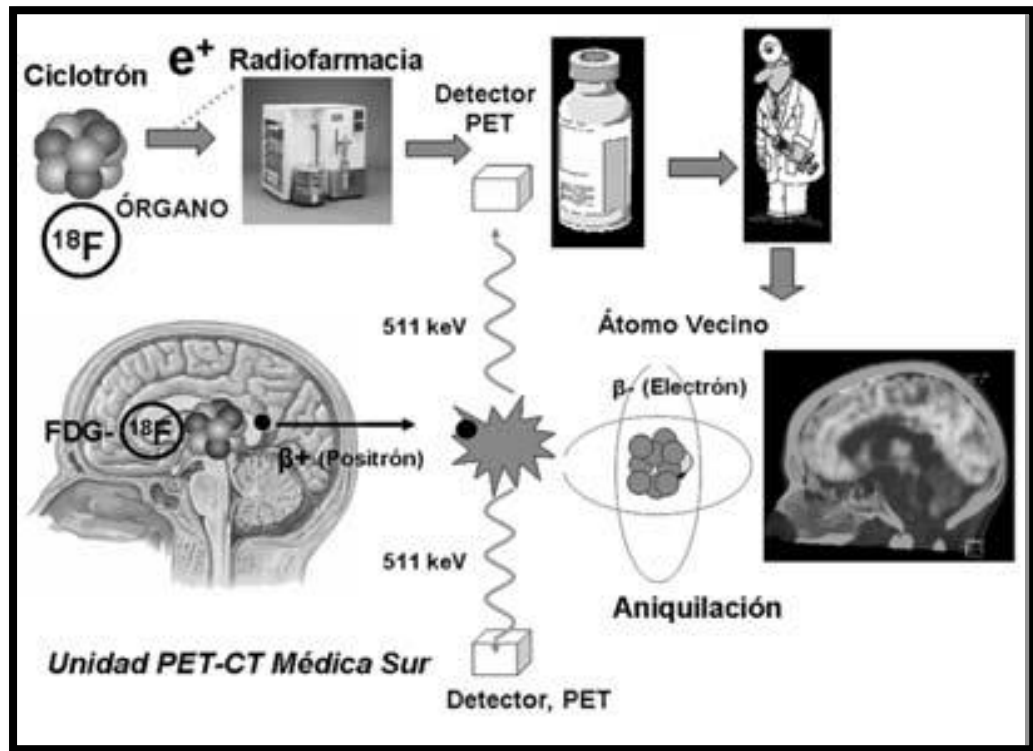 Ciclotrón
e+
Radiofarmacia
Detector
PET
ÓRGANO
18F
511 keV
Átomo Vecino
β- (Electrón)
FDG- 18F
β+ (Positrón)
511 keV
Aniquilación
Unidad PET-CT Médica Sur
Detector, PET